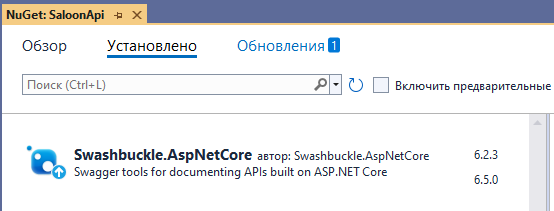 NuGet: SaloonApi
Обзор Установлено Обновления 1
Поиск (Ctrl+L) Включить предварительные
Swashbuckle.AspNetCore автор: Swashbuckle.AspNetCore 6.2.3
Swagger tools for documenting APIs built on ASP.NET Core 6.5.0